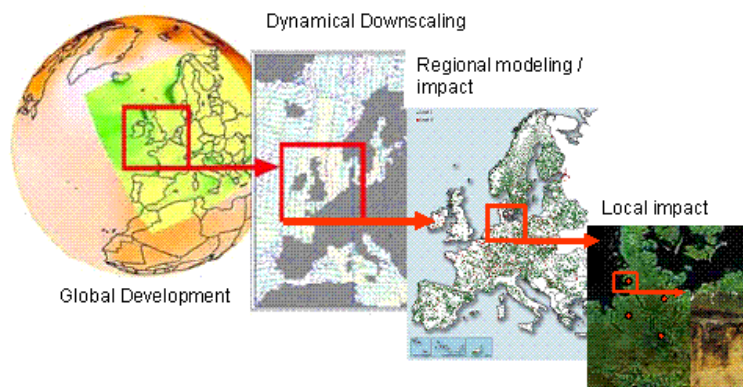 Dynamical Downscaling
Regional modeling /
impact
Local impact
Global Development